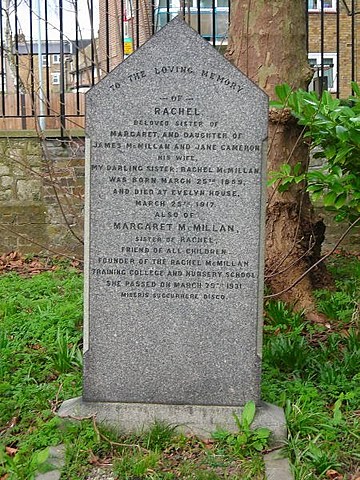 TO THE LOVING MEMORY
— OF —
RACHEL
BELOVED SISTER OF
MARGARET, AND DAUGHTER OF
JAMES McMILLAN AND JANE CAMERON
HIS WIFE.
MY DARLING SISTER, RACHEL McMILLAN
WAS BORN MARCH 25TH 1859,
AND DIED AT EVELYN HOUSE,
MARCH 25TH 1917.
ALSO OF
MARGARET McMILLAN,
SISTER OF RACHEL
FRIEND OF ALL CHILDREN
FOUNDER OF THE RACHEL McMILLAN
TRAINING COLLEGE AND NURSERY SCHOOL
SHE PASSED ON MARCH 29TH 1931
MISERIS SUCCURRERE DISCO.